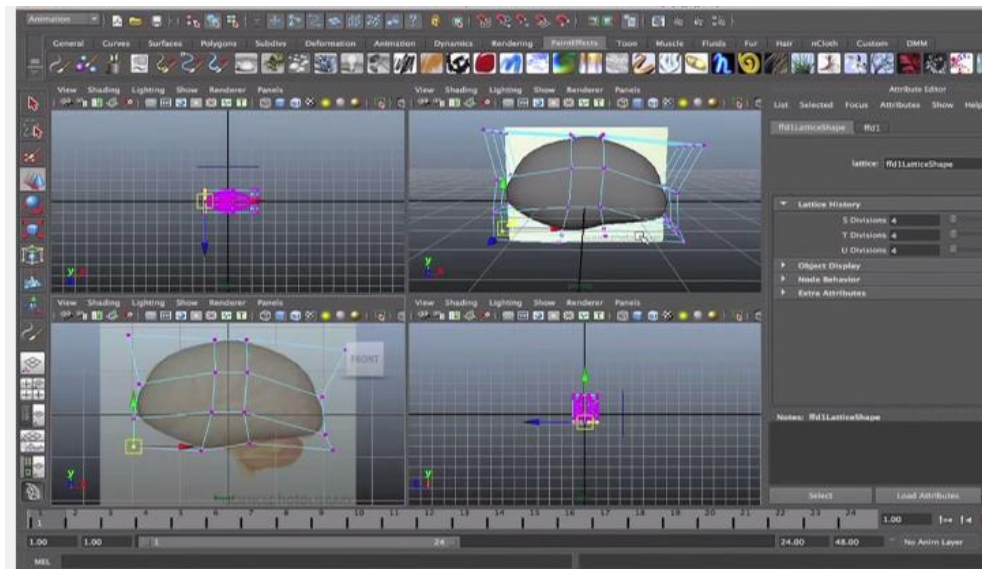 Animation
General Curves Surfaces Polygons Subdivs Deformation Animation Dynamics Rendering PaintEffects Toon Muscle Fluids Fur Hair nCloth Custom DMM
View Shading Lighting Show Renderer Panels
View Shading Lighting Show Renderer Panels
Attribute Editor
List Selected Focus Attributes Show Help
ffd1LatticeShape ffd1
lattice: ffd1LatticeShape
Lattice History
S Divisions 4
T Divisions 4
U Divisions 4
Object Display
Node Behavior
Extra Attributes
y
y
View Shading Lighting Show Renderer Panels
View Shading Lighting Show Renderer Panels
FRONT
Notes: ffd1LatticeShape
y
y
front
Select Load Attributes
1 2 3 4 5 6 7 8 9 10 11 12 13 14 15 16 17 18 19 20 21 22 23 24
1 1.00
1.00 1.00 1 24 24.00 48.00 No Anim Layer
MEL